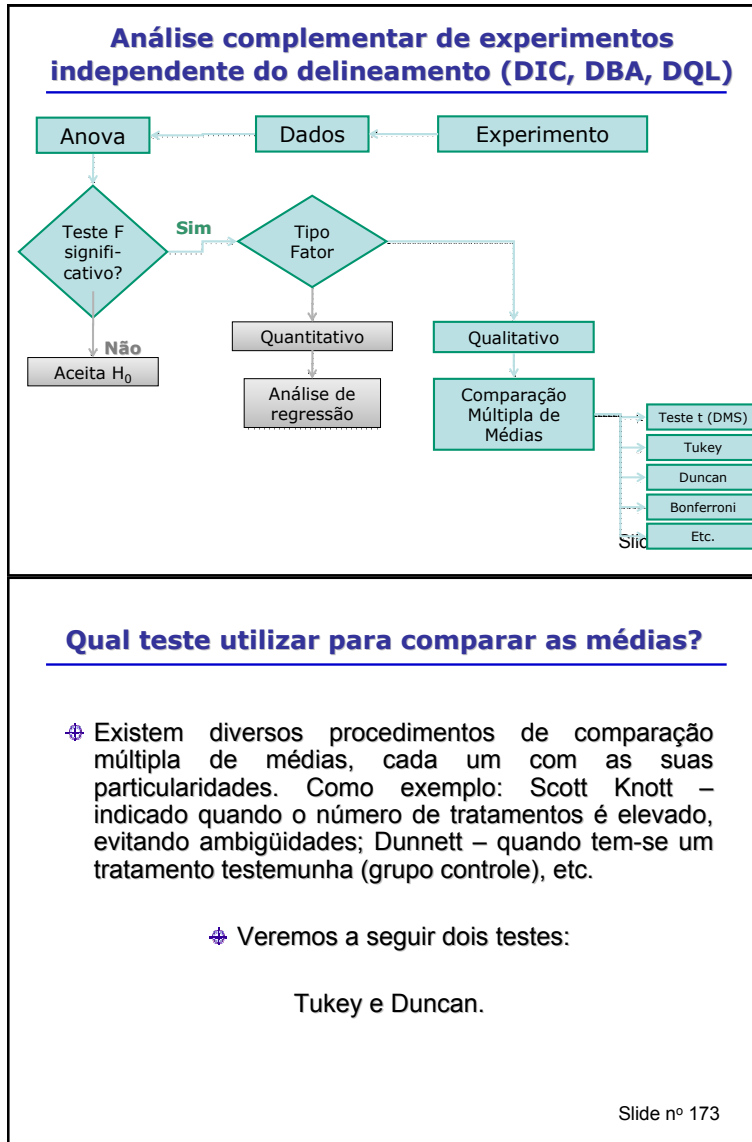 Análise complementar de experimentos
independente do delineamento (DIC, DBA, DQL)
Anova
Dados
Experimento
Teste F
signifi-
cativo?
Sim
Tipo
Fator
Não
Aceita H₀
Quantitativo
Análise de
regressão
Qualitativo
Comparação
Múltipla de
Médias
Teste t (DMS)
Tukey
Duncan
Bonferroni
Etc.
Qual teste utilizar para comparar as médias?
Existem diversos procedimentos de comparação
múltipla de médias, cada um com as suas
particularidades. Como exemplo: Scott Knott –
indicado quando o número de tratamentos é elevado,
evitando ambigüidades; Dunnett – quando tem-se um
tratamento testemunha (grupo controle), etc.
Veremos a seguir dois testes:
Tukey e Duncan.
Slide nº 173